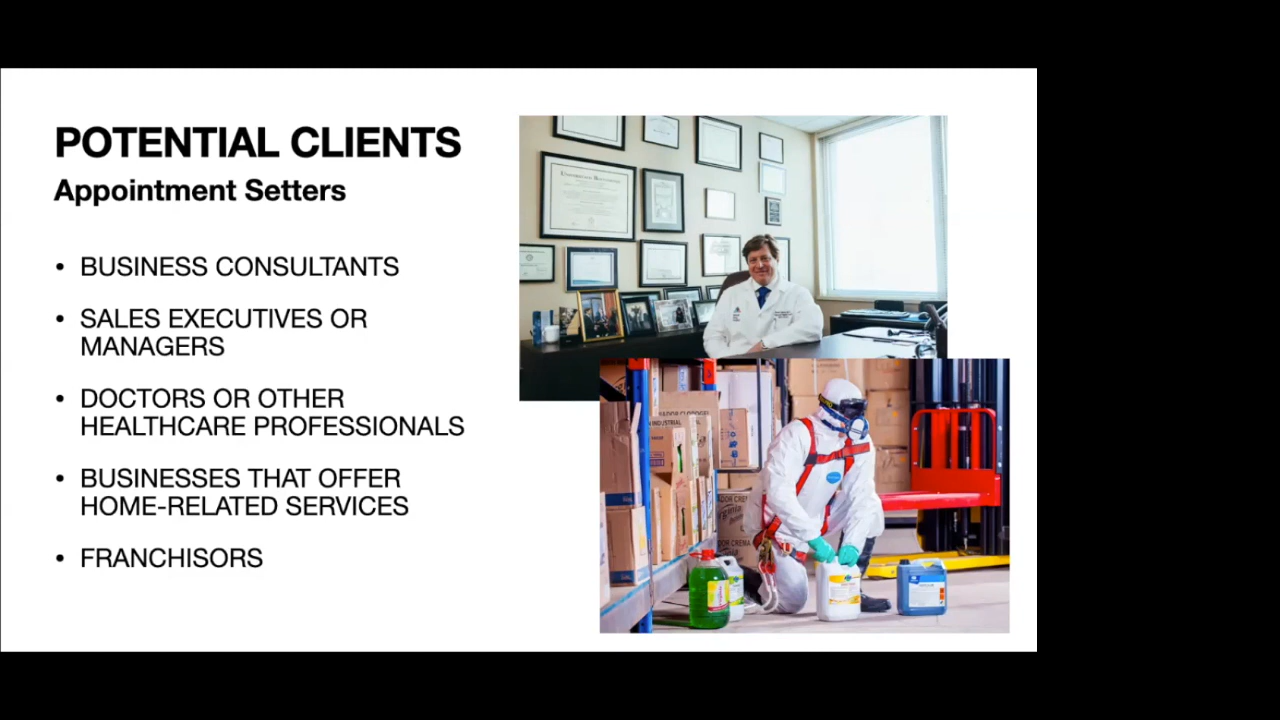 POTENTIAL CLIENTS
Appointment Setters
• BUSINESS CONSULTANTS
• SALES EXECUTIVES OR
MANAGERS
• DOCTORS OR OTHER
HEALTHCARE PROFESSIONALS
• BUSINESSES THAT OFFER
HOME-RELATED SERVICES
• FRANCHISORS